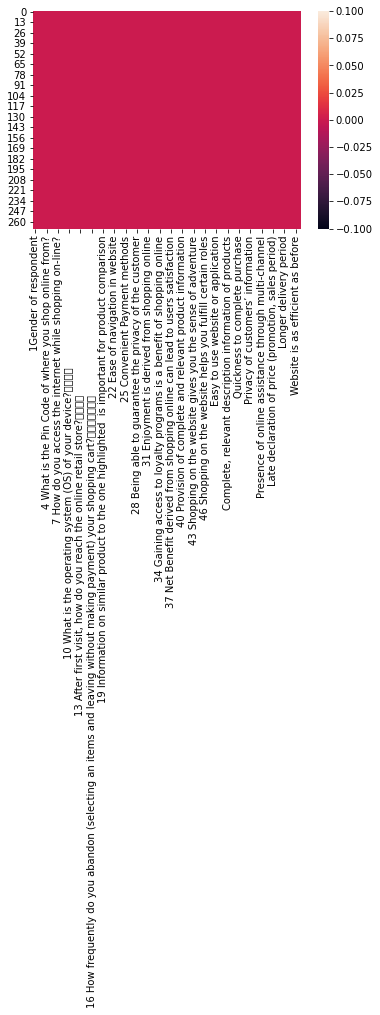 0
13
26
39
52
65
78
91
104
117
130
143
156
169
182
195
208
221
234
247
260
0.100
0.075
0.050
0.025
0.000
−0.025
−0.050
−0.075
−0.100
1Gender of respondent
4 What is the Pin Code of where you shop online from?
7 How do you access the internet while shopping on-line?
10 What is the operating system (OS) of your device?
13 After first visit, how do you reach the online retail store?
16 How frequently do you abandon (selecting an items and leaving without making payment) your shopping cart?
19 Information on similar product to the one highlighted  is important for product comparison
22 Ease of navigation in website
25 Convenient Payment methods
28 Being able to guarantee the privacy of the customer
31 Enjoyment is derived from shopping online
34 Gaining access to loyalty programs is a benefit of shopping online
37 Net Benefit derived from shopping online can lead to users satisfaction
40 Provision of complete and relevant product information
43 Shopping on the website gives you the sense of adventure
46 Shopping on the website helps you fulfill certain roles
Easy to use website or application
Complete, relevant description information of products
Quickness to complete purchase
Privacy of customers’ information
Presence of online assistance through multi-channel
Late declaration of price (promotion, sales period)
Longer delivery period
Website is as efficient as before